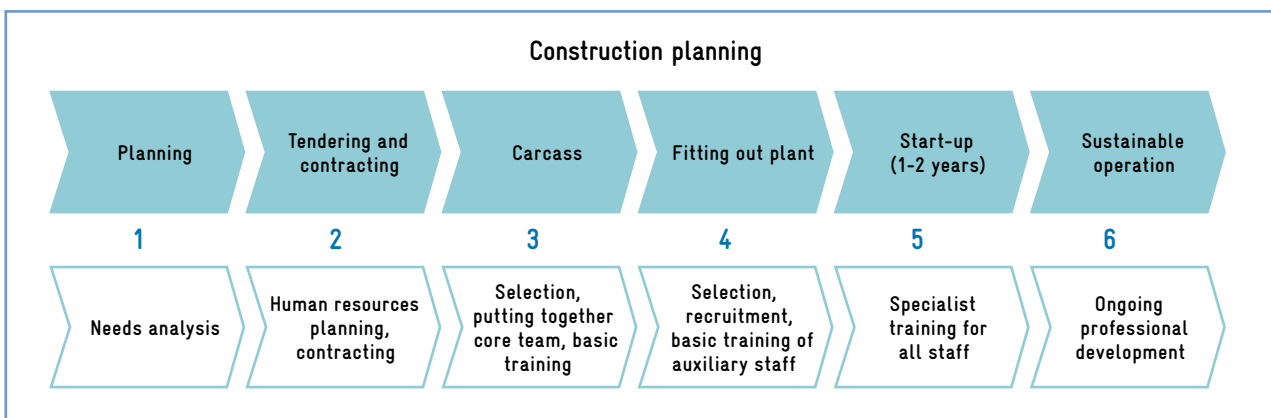 Construction planning
Planning
Tendering and
contracting
Carcass
Fitting out plant
Start-up
(1-2 years)
Sustainable
operation
1
2
3
4
5
6
Needs analysis
Human resources
planning,
contracting
Selection,
putting together
core team, basic
training
Selection,
recruitment,
basic training of
auxiliary staff
Specialist
training for
all staff
Ongoing
professional
development